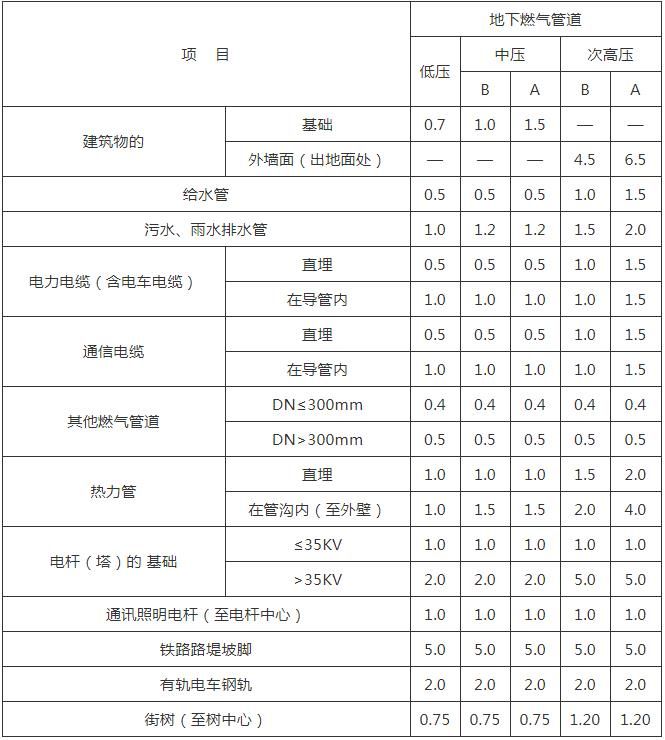 项 目 地下燃气管道
低压 中压 次高压
B A B A
建筑物的 基础 0.7 1.0 1.5 — —
外墙面（出地面处） — — — 4.5 6.5
给水管 0.5 0.5 0.5 1.0 1.5
污水、雨水排水管 1.0 1.2 1.2 1.5 2.0
电力电缆（含电车电缆） 直埋 0.5 0.5 0.5 1.0 1.5
在导管内 1.0 1.0 1.0 1.0 1.5
通信电缆 直埋 0.5 0.5 0.5 1.0 1.5
在导管内 1.0 1.0 1.0 1.0 1.5
其他燃气管道 DN≤300mm 0.4 0.4 0.4 0.4 0.4
DN>300mm 0.5 0.5 0.5 0.5 0.5
热力管 直埋 1.0 1.0 1.0 1.5 2.0
在管沟内（至外壁） 1.0 1.5 1.5 2.0 4.0
电杆（塔）的 基础 ≤35KV 1.0 1.0 1.0 1.0 1.0
>35KV 2.0 2.0 2.0 5.0 5.0
通讯照明电杆（至电杆中心） 1.0 1.0 1.0 1.0 1.0
铁路路堤坡脚 5.0 5.0 5.0 5.0 5.0
有轨电车钢轨 2.0 2.0 2.0 2.0 2.0
街树（至树中心） 0.75 0.75 0.75 1.20 1.20